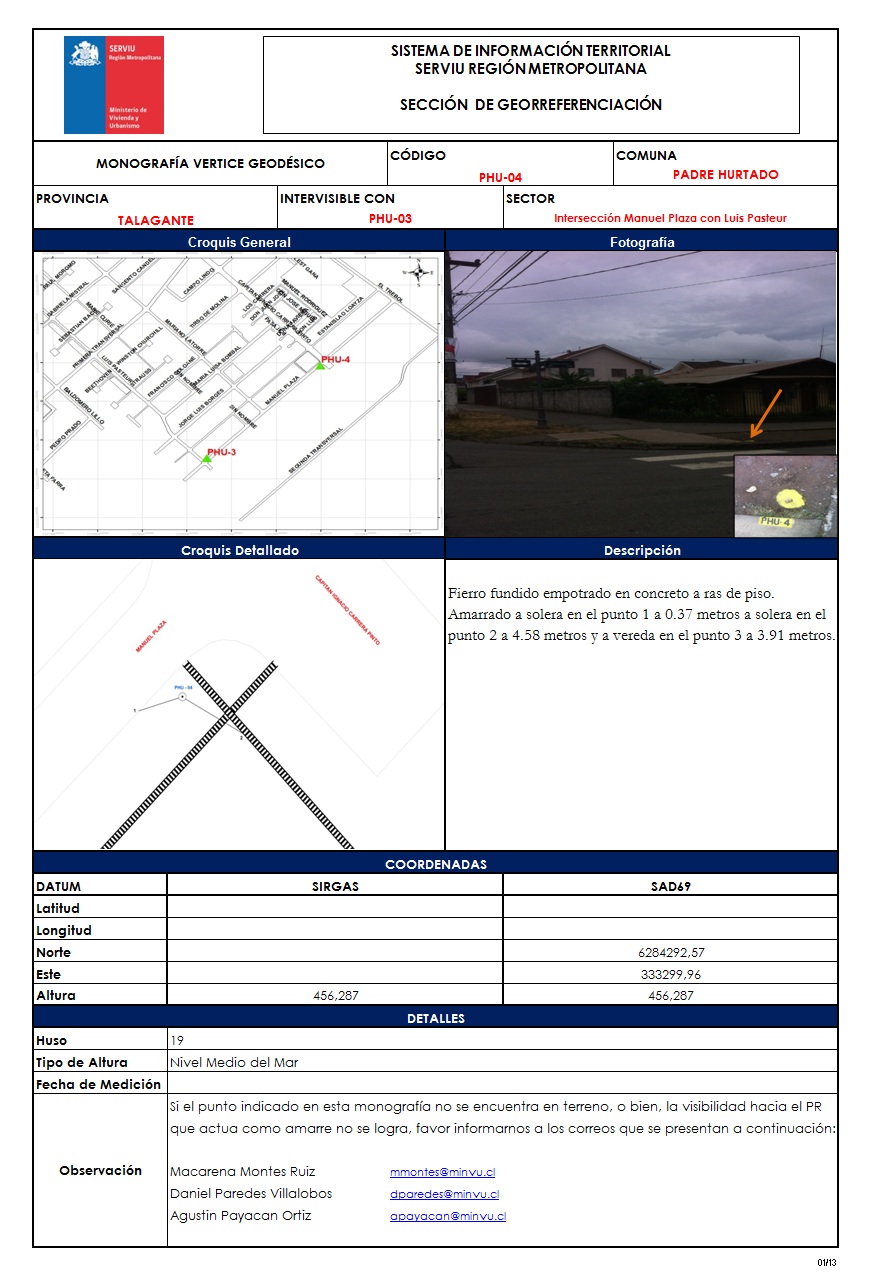 SERVIU
Región Metropolitana
Ministerio de
Vivienda y
Urbanismo
SISTEMA DE INFORMACIÓN TERRITORIAL
SERVIU REGIÓN METROPOLITANA
SECCIÓN DE GEORREFERENCIACIÓN
MONOGRAFÍA VERTICE GEODÉSICO
CÓDIGO
PHU-04
COMUNA
PADRE HURTADO
PROVINCIA
TALAGANTE
INTERVISIBLE CON
PHU-03
SECTOR
Intersección Manuel Plaza con Luis Pasteur
Croquis General
Fotografía
GABRIELA MISTRAL
CAMPO LINDO
EL TREBOL
MANUEL RODRIGUEZ
ESTANISLAO LOAYZA
TIRSO DE MOLINA
MARIANO LATORRE
PRIMERA TRANSVERSAL
WINSTON CHURCHILL
LUIS PASTEUR
STRAUSS
BEETHOVEN
MARIA LUISA BOMBAL
BALDOMERO LILLO
PEDRO PRADO
JORGE LUIS BORGES
SIN NOMBRE
MANUEL PLAZA
SEGUNDA TRANSVERSAL
PHU-4
PHU-3
PHU-4
Croquis Detallado
Descripción
MANUEL PLAZA
CAPITAN IGNACIO CARRERA PINTO
PHU - 04
1
2
Fierro fundido empotrado en concreto a ras de piso.
Amarrado a solera en el punto 1 a 0.37 metros a solera en el
punto 2 a 4.58 metros y a vereda en el punto 3 a 3.91 metros.
COORDENADAS
DATUM SIRGAS SAD69
Latitud
Longitud
Norte 6284292,57
Este 333299,96
Altura 456,287 456,287
DETALLES
Huso 19
Tipo de Altura Nivel Medio del Mar
Fecha de Medición
Observación
Si el punto indicado en esta monografía no se encuentra en terreno, o bien, la visibilidad hacia el PR
que actua como amarre no se logra, favor informarnos a los correos que se presentan a continuación:
Macarena Montes Ruiz mmontes@minvu.cl
Daniel Paredes Villalobos dparedes@minvu.cl
Agustin Payacan Ortiz apayacan@minvu.cl
01/13